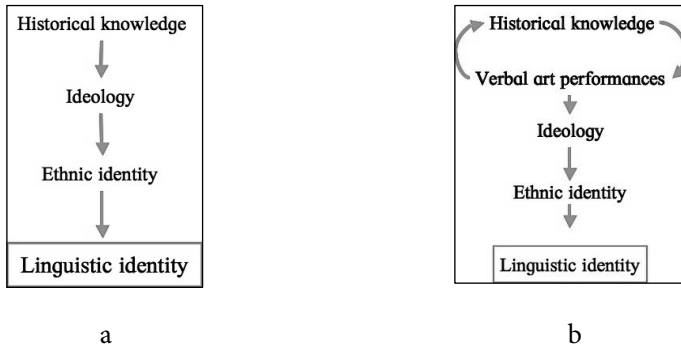 Historical knowledge
Ideology
Ethnic identity
Linguistic identity
a
Historical knowledge
Verbal art performances
Ideology
Ethnic identity
Linguistic identity
b